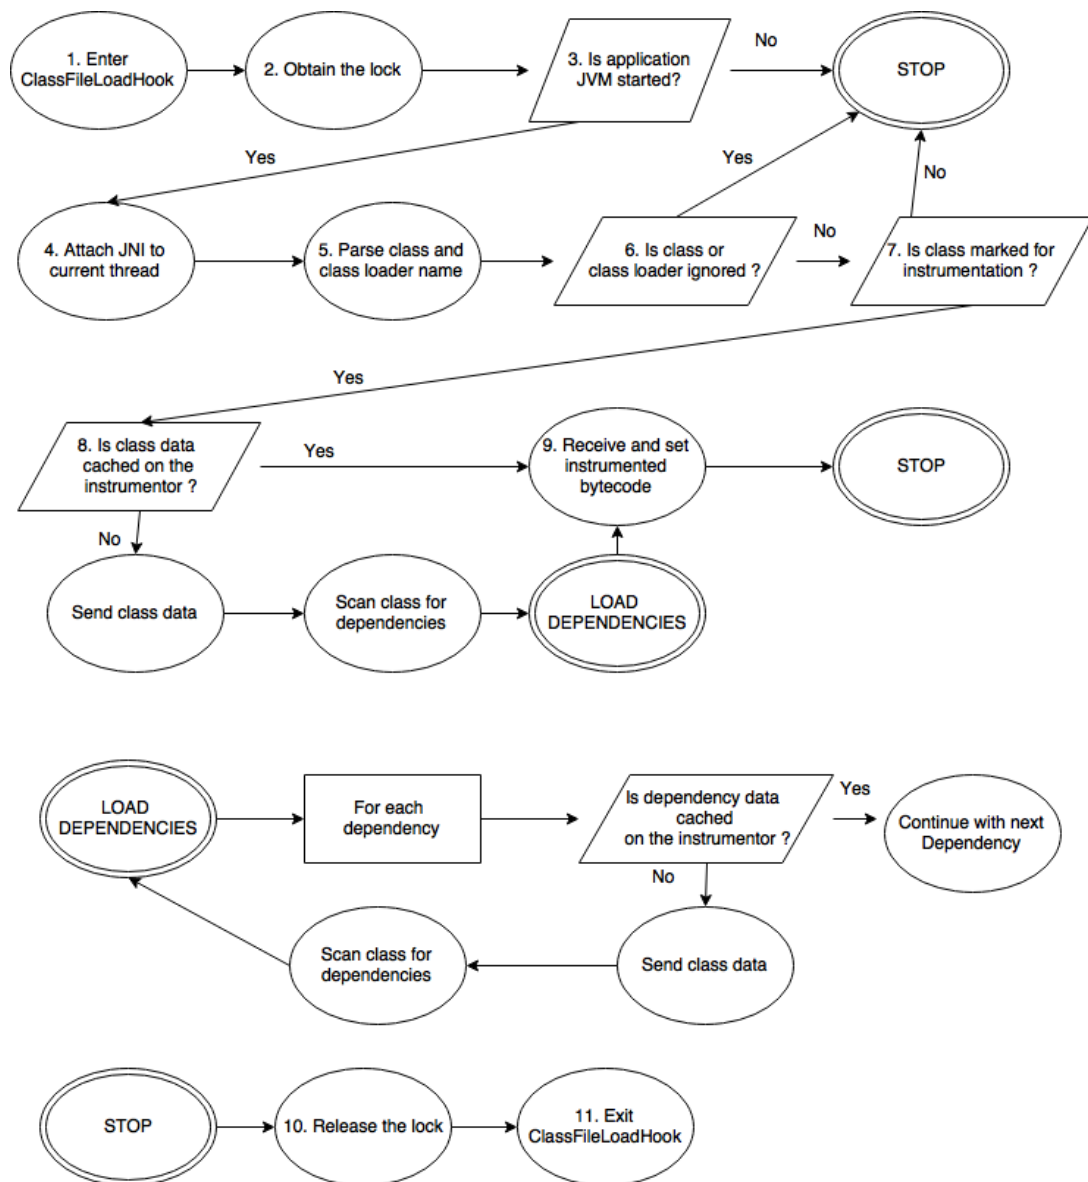 1. Enter
ClassFileLoadHook
2. Obtain the lock
3. Is application
JVM started?
No
STOP
Yes
Yes
No
4. Attach JNI to
current thread
5. Parse class and
class loader name
6. Is class or
class loader ignored ?
No
7. Is class marked for
instrumentation ?
Yes
8. Is class data
cached on the
instrumentor ?
Yes
9. Receive and set
instrumented
bytecode
STOP
No
Send class data
Scan class for
dependencies
LOAD
DEPENDENCIES
LOAD
DEPENDENCIES
For each
dependency
Is dependency data
cached
on the instrumentor ?
Yes
Continue with next
Dependency
No
Scan class for
dependencies
Send class data
STOP
10. Release the lock
11. Exit
ClassFileLoadHook